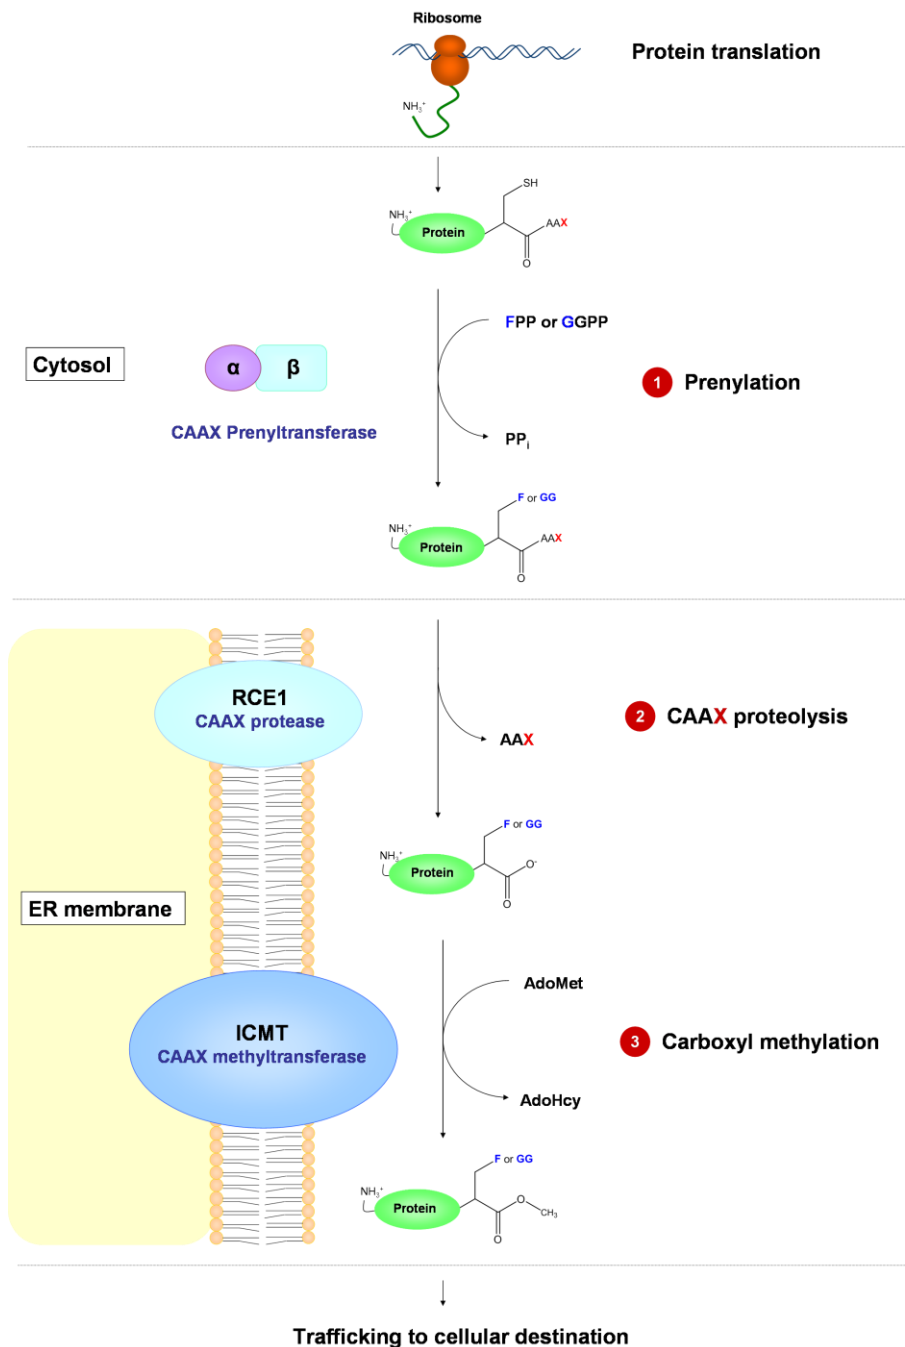 Ribosome
Protein translation
NH3+
SH
NH3+
Protein
AAX
O
FPP or GGPP
Cytosol
α
β
1
Prenylation
CAAX Prenyltransferase
PPi
F or GG
NH3+
Protein
AAX
O
RCE1
CAAX protease
2
CAAX proteolysis
AAX
F or GG
NH3+
Protein
O-
O
ER membrane
AdoMet
ICMT
CAAX methyltransferase
3
Carboxyl methylation
AdoHcy
F or GG
NH3+
Protein
O
CH3
O
Trafficking to cellular destination